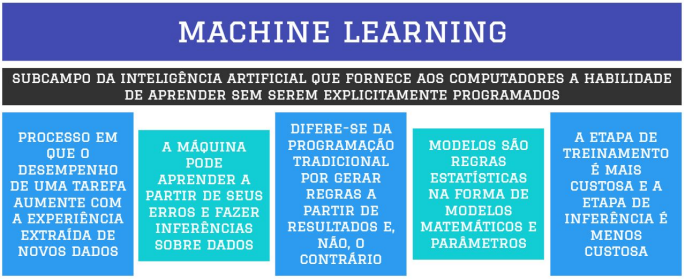 MACHINE LEARNING
SUBCAMPO DA INTELIGÊNCIA ARTIFICIAL QUE FORNECE AOS COMPUTADORES A HABILIDADE
DE APRENDER SEM SEREM EXPLICITAMENTE PROGRAMADOS
PROCESSO EM
QUE O
DESEMPENHO
DE UMA TAREFA
AUMENTE COM
A EXPERIÊNCIA
EXTRAÍDA DE
NOVOS DADOS
A MÁQUINA
PODE
APRENDER A
PARTIR DE SEUS
ERROS E FAZER
INFERÊNCIAS
SOBRE DADOS
DIFERE-SE DA
PROGRAMAÇÃO
TRADICIONAL
POR GERAR
REGRAS A
PARTIR DE
RESULTADOS E,
NÃO, O
CONTRÁRIO
MODELOS SÃO
REGRAS
ESTATÍSTICAS
NA FORMA DE
MODELOS
MATEMÁTICOS E
PARÂMETROS
A ETAPA DE
TREINAMENTO
É MAIS
CUSTOSA E A
ETAPA DE
INFERÊNCIA É
MENOS
CUSTOSA